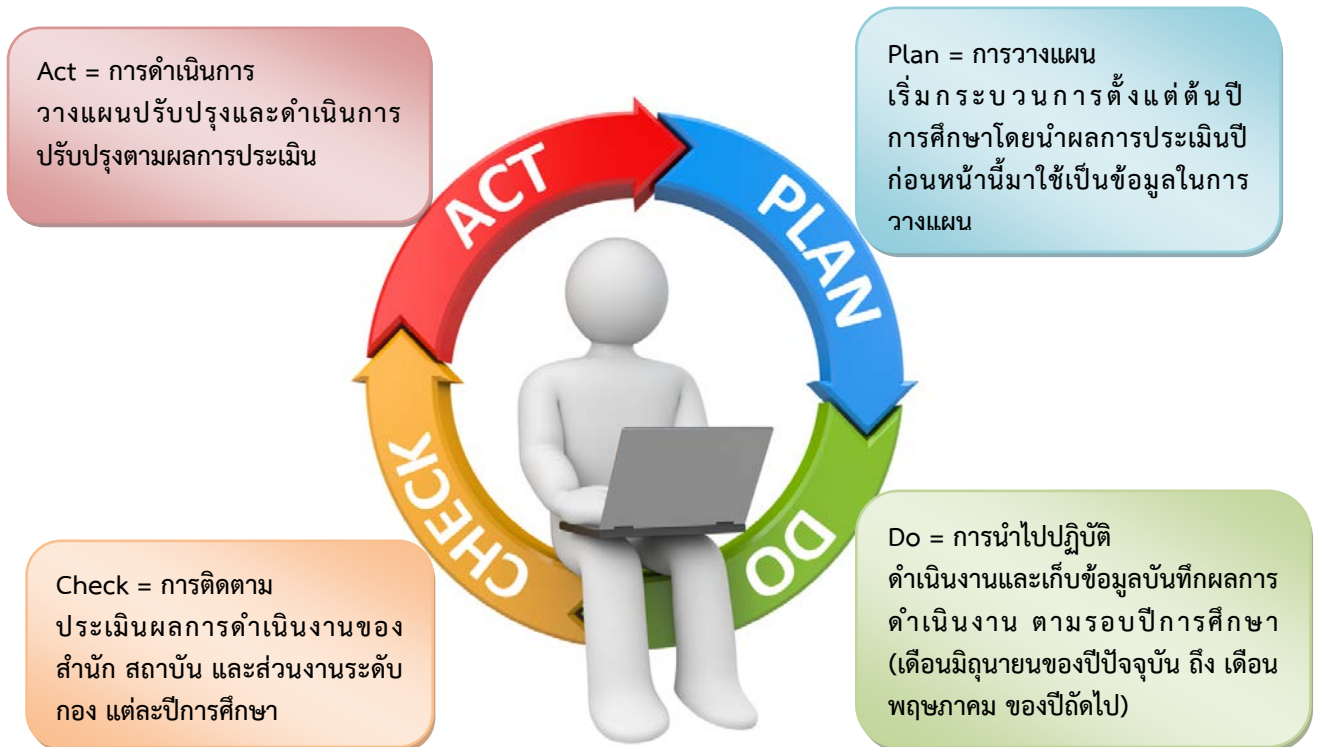 Act = การดำเนินการ
วางแผนปรับปรุงและดำเนินการ
ปรับปรุงตามผลการประเมิน
Plan = การวางแผน
เริ่มกระบวนการตั้งแต่ต้นปี
การศึกษาโดยนำผลการประเมินปี
ก่อนหน้านี้มาใช้เป็นข้อมูลในการ
วางแผน
ACT
PLAN
CHECK
DO
Check = การติดตาม
ประเมินผลการดำเนินงานของ
สำนัก สถาบัน และส่วนงานระดับ
กอง แต่ละปีการศึกษา
Do = การนำไปปฏิบัติ
ดำเนินงานและเก็บข้อมูลบันทึกผลการ
ดำเนินงาน ตามรอบปีการศึกษา
(เดือนมิถุนายนของปีปัจจุบัน ถึง เดือน
พฤษภาคม ของปีถัดไป)